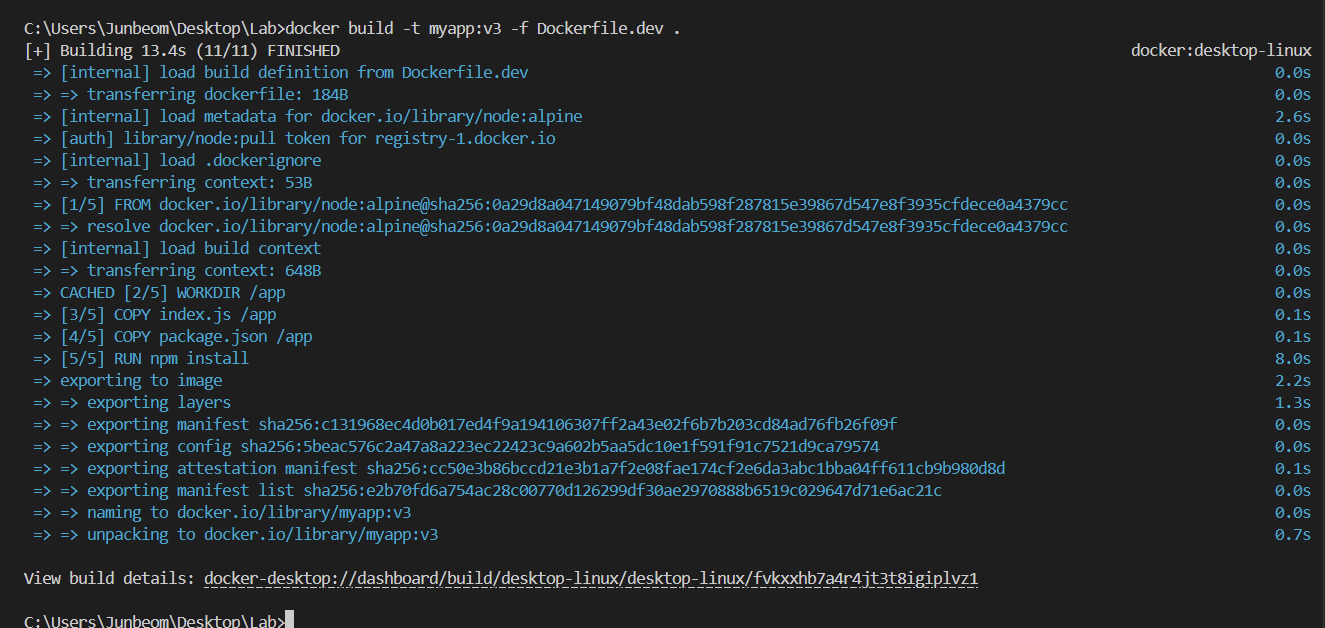 C:\Users\Junbeom\Desktop\Lab>docker build -t myapp:v3 -f Dockerfile.dev .
[+] Building 13.4s (11/11) FINISHED docker:desktop-linux
=> [internal] load build definition from Dockerfile.dev 0.0s
=> => transferring dockerfile: 184B 0.0s
=> [internal] load metadata for docker.io/library/node:alpine 2.6s
=> [auth] library/node:pull token for registry-1.docker.io 0.0s
=> [internal] load .dockerignore 0.0s
=> => transferring context: 53B 0.0s
=> [1/5] FROM docker.io/library/node:alpine@sha256:0a29d8a047149079bf48dab598f287815e39867d547e8f3935cfdece0a4379cc 0.0s
=> => resolve docker.io/library/node:alpine@sha256:0a29d8a047149079bf48dab598f287815e39867d547e8f3935cfdece0a4379cc 0.0s
=> [internal] load build context 0.0s
=> => transferring context: 648B 0.0s
=> CACHED [2/5] WORKDIR /app 0.0s
=> [3/5] COPY index.js /app 0.1s
=> [4/5] COPY package.json /app 0.1s
=> [5/5] RUN npm install 8.0s
=> exporting to image 2.2s
=> => exporting layers 1.3s
=> => exporting manifest sha256:c131968ec4d0b017ed4f9a194106307ff2a43e02f6b7b203cd84ad76fb26f09f 0.0s
=> => exporting config sha256:5beac576c2a47a8a223ec22423c9a602b5aa5dc10e1f591f91c7521d9ca79574 0.0s
=> => exporting attestation manifest sha256:cc50e3b86bccd21e3b1a7f2e08fae174cf2e6da3abc1bba04ff611cb9b980d8d 0.1s
=> => exporting manifest list sha256:e2b70fd6a754ac28c00770d126299df30ae2970888b6519c029647d71e6ac21c 0.0s
=> => naming to docker.io/library/myapp:v3 0.0s
=> => unpacking to docker.io/library/myapp:v3 0.7s
View build details: docker-desktop://dashboard/build/desktop-linux/desktop-linux/fvkxxhb7a4r4jt3t8igiplvz1
C:\Users\Junbeom\Desktop\Lab>